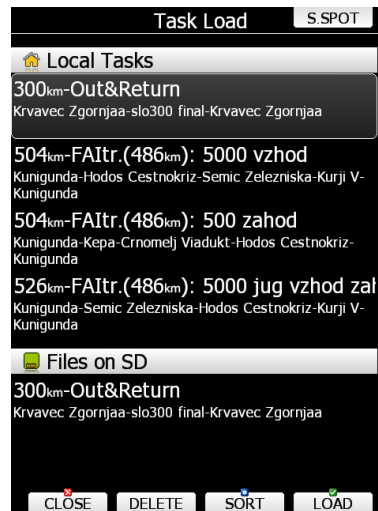 Task Load
S.SPOT
Local Tasks
300km-Out&Return
Krvavec Zgornjaa-slo300 final-Krvavec Zgornjaa
504km-FAItr.(486km): 5000 vzhod
Kunigunda-Hodos Cestnokriz-Semic Zelezniska-Kurji V-
Kunigunda
504km-FAItr.(486km): 500 zahod
Kunigunda-Kepa-Crnomelj Viadukt-Hodos Cestnokriz-
Kunigunda
526km-FAItr.(486km): 5000 jug vzhod zah
Kunigunda-Semic Zelezniska-Hodos Cestnokriz-Kurji V-
Kunigunda
Files on SD
300km-Out&Return
Krvavec Zgornjaa-slo300 final-Krvavec Zgornjaa
CLOSE DELETE SORT LOAD